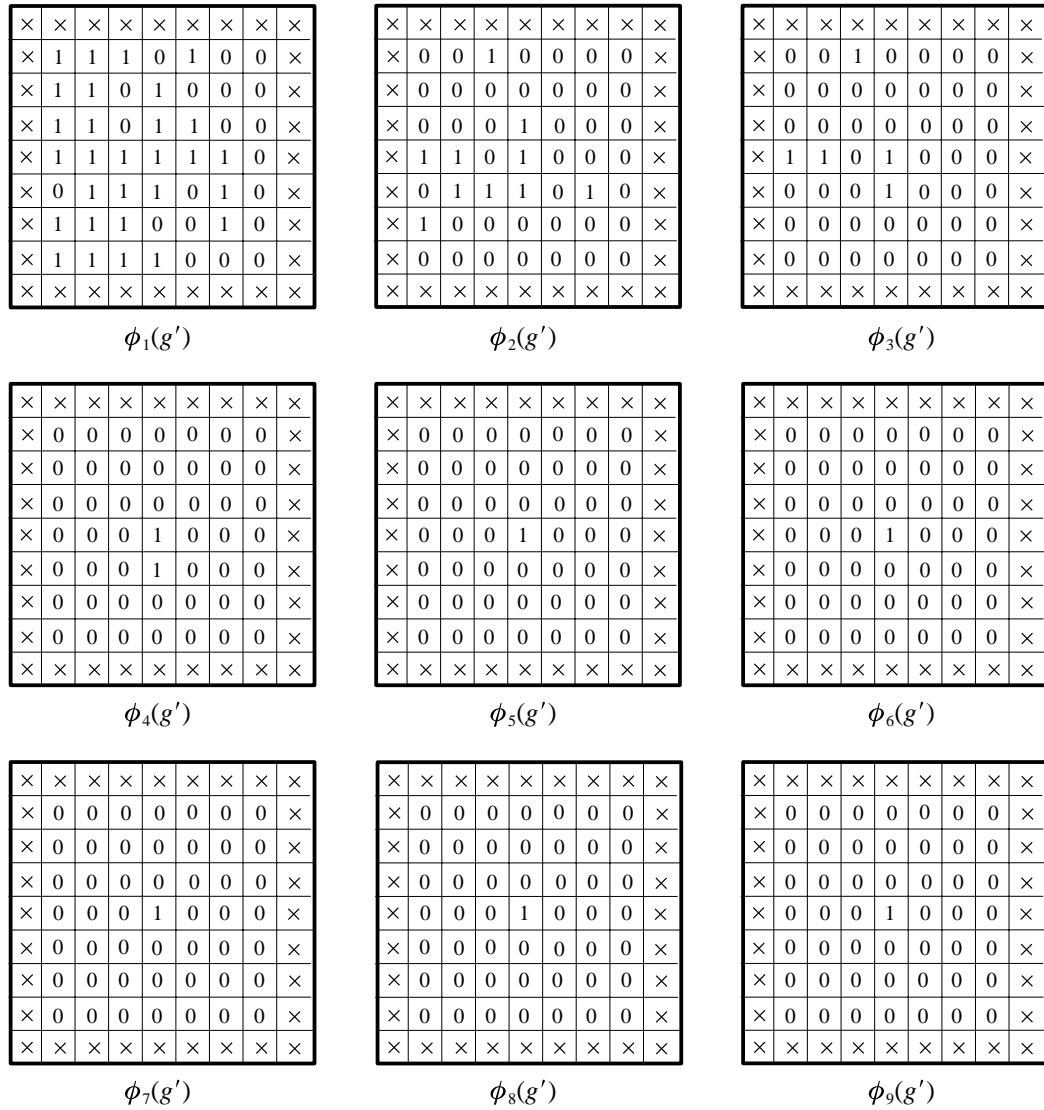 × × × × × × × × ×   × × × × × × × × ×   × × × × × × × × ×
× 1 1 1 0 1 0 0 ×   × 0 0 1 0 0 0 0 ×   × 0 0 1 0 0 0 0 ×
× 1 1 0 1 0 0 0 ×   × 0 0 0 0 0 0 0 ×   × 0 0 0 0 0 0 0 ×
× 1 1 0 1 1 0 0 ×   × 0 0 0 1 0 0 0 ×   × 0 0 0 0 0 0 0 ×
× 1 1 1 1 1 1 0 ×   × 1 1 0 1 0 0 0 ×   × 1 1 0 1 0 0 0 ×
× 0 1 1 1 0 1 0 ×   × 0 1 1 1 0 1 0 ×   × 0 0 0 1 0 0 0 ×
× 1 1 1 0 0 1 0 ×   × 1 0 0 0 0 0 0 ×   × 0 0 0 0 0 0 0 ×
× 1 1 1 1 0 0 0 ×   × 0 0 0 0 0 0 0 ×   × 0 0 0 0 0 0 0 ×
× × × × × × × × ×   × × × × × × × × ×   × × × × × × × × ×
ϕ₁(g′)   ϕ₂(g′)   ϕ₃(g′)
× × × × × × × × ×   × × × × × × × × ×   × × × × × × × × ×
× 0 0 0 0 0 0 0 ×   × 0 0 0 0 0 0 0 ×   × 0 0 0 0 0 0 0 ×
× 0 0 0 0 0 0 0 ×   × 0 0 0 0 0 0 0 ×   × 0 0 0 0 0 0 0 ×
× 0 0 0 0 0 0 0 ×   × 0 0 0 0 0 0 0 ×   × 0 0 0 0 0 0 0 ×
× 0 0 0 1 0 0 0 ×   × 0 0 0 1 0 0 0 ×   × 0 0 0 1 0 0 0 ×
× 0 0 0 1 0 0 0 ×   × 0 0 0 0 0 0 0 ×   × 0 0 0 0 0 0 0 ×
× 0 0 0 0 0 0 0 ×   × 0 0 0 0 0 0 0 ×   × 0 0 0 0 0 0 0 ×
× 0 0 0 0 0 0 0 ×   × 0 0 0 0 0 0 0 ×   × 0 0 0 0 0 0 0 ×
× × × × × × × × ×   × × × × × × × × ×   × × × × × × × × ×
ϕ₄(g′)   ϕ₅(g′)   ϕ₆(g′)
× × × × × × × × ×   × × × × × × × × ×   × × × × × × × × ×
× 0 0 0 0 0 0 0 ×   × 0 0 0 0 0 0 0 ×   × 0 0 0 0 0 0 0 ×
× 0 0 0 0 0 0 0 ×   × 0 0 0 0 0 0 0 ×   × 0 0 0 0 0 0 0 ×
× 0 0 0 0 0 0 0 ×   × 0 0 0 0 0 0 0 ×   × 0 0 0 0 0 0 0 ×
× 0 0 0 1 0 0 0 ×   × 0 0 0 1 0 0 0 ×   × 0 0 0 1 0 0 0 ×
× 0 0 0 0 0 0 0 ×   × 0 0 0 0 0 0 0 ×   × 0 0 0 0 0 0 0 ×
× 0 0 0 0 0 0 0 ×   × 0 0 0 0 0 0 0 ×   × 0 0 0 0 0 0 0 ×
× 0 0 0 0 0 0 0 ×   × 0 0 0 0 0 0 0 ×   × 0 0 0 0 0 0 0 ×
× × × × × × × × ×   × × × × × × × × ×   × × × × × × × × ×
ϕ₇(g′)   ϕ₈(g′)   ϕ₉(g′)